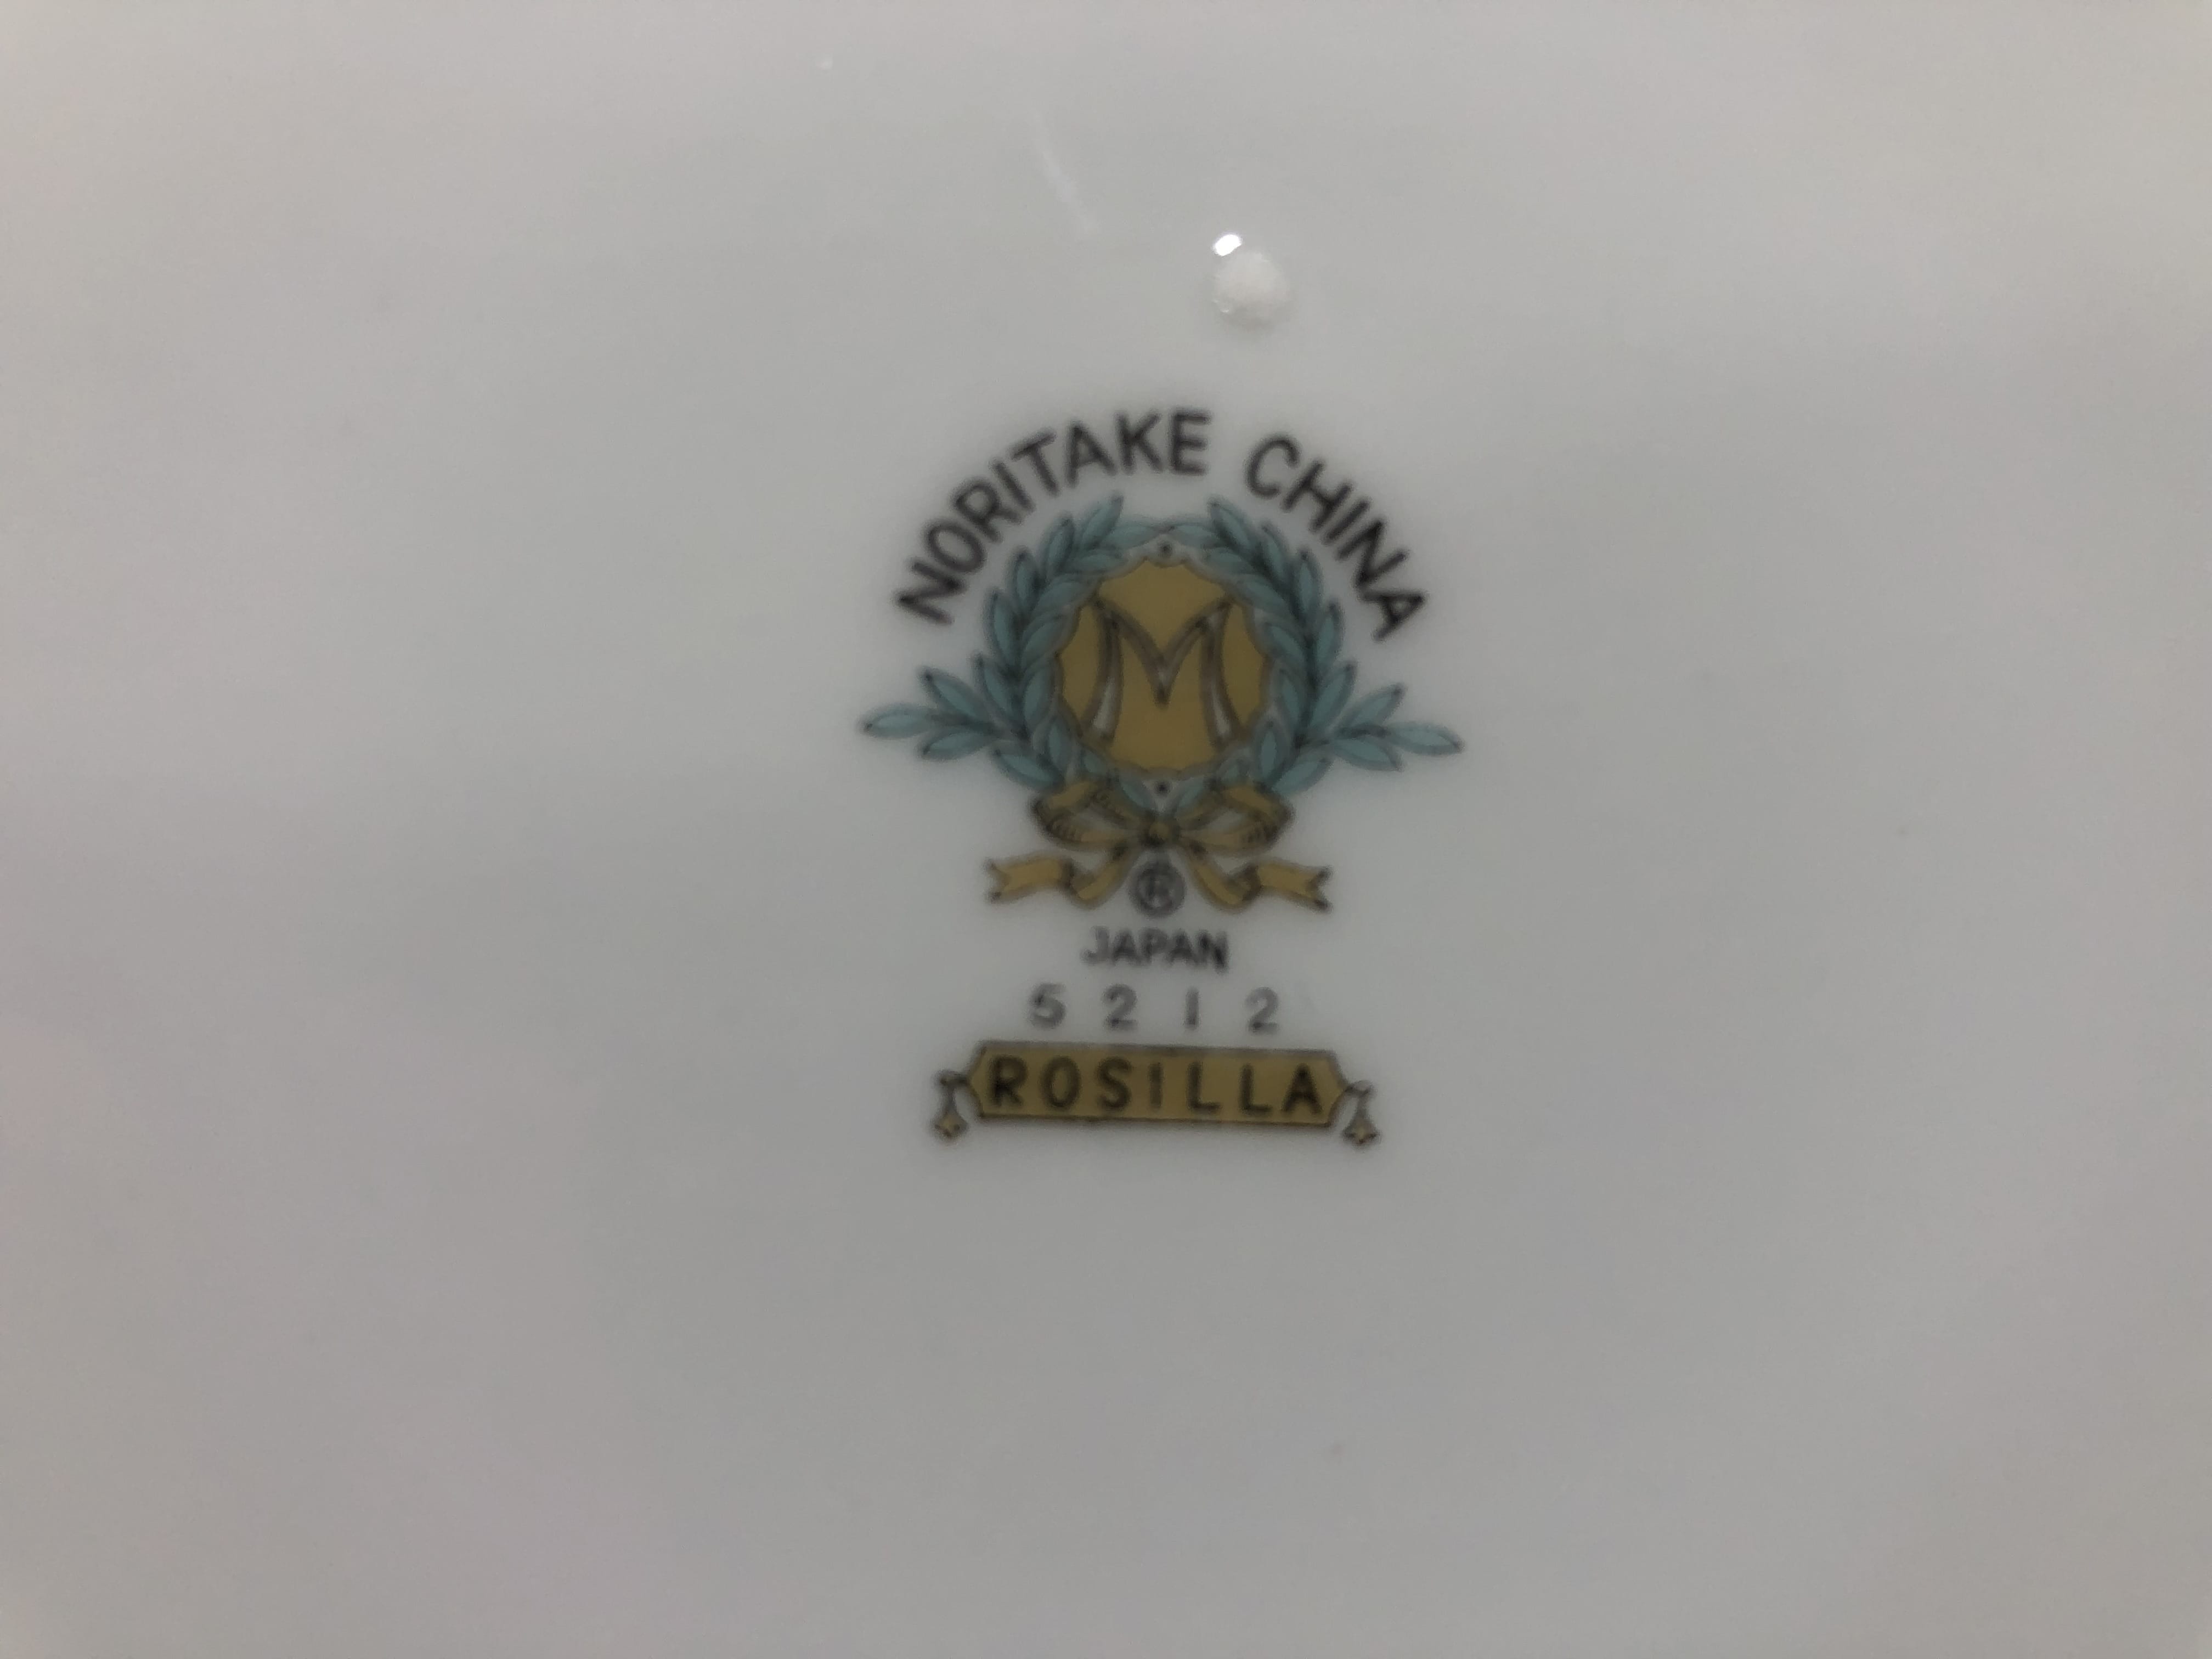 NORITAKE CHINA
M
®
JAPAN
5212
ROSILLA